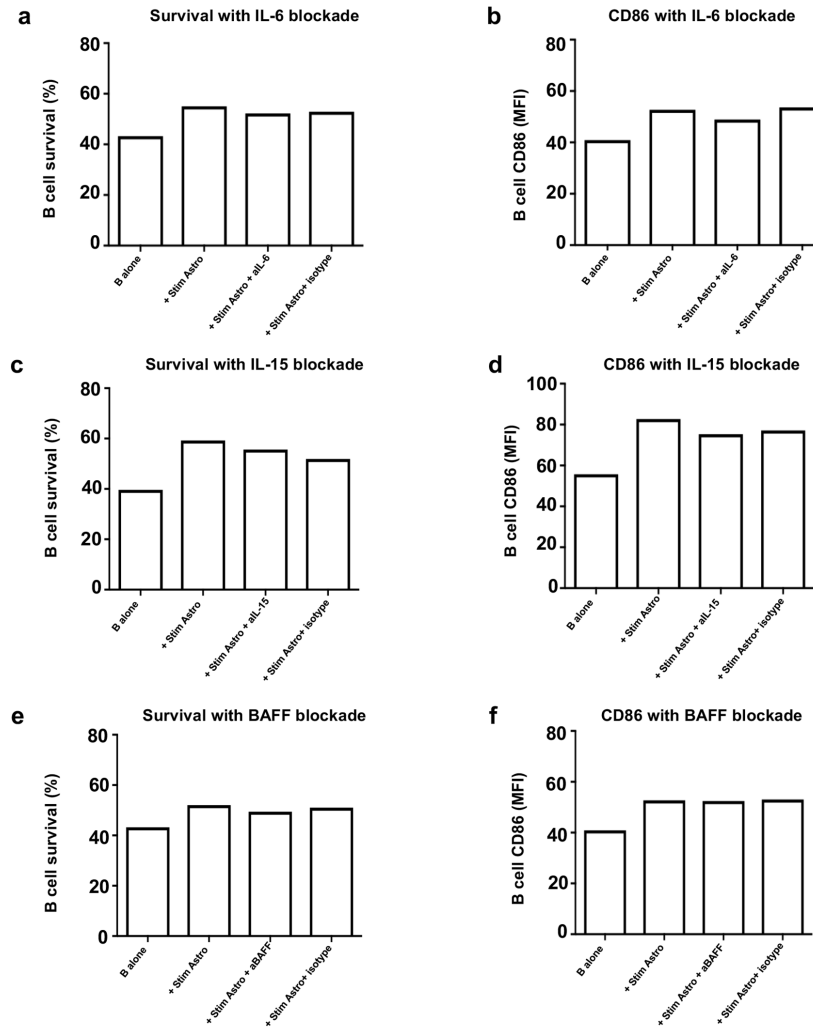 a
Survival with IL-6 blockade
B cell survival (%)
80
60
40
20
0
B alone
+ Stim Astro
+ Stim Astro + aIL-6
+ Stim Astro+ isotype
b
CD86 with IL-6 blockade
B cell CD86 (MFI)
80
60
40
20
0
B alone
+ Stim Astro
+ Stim Astro + aIL-6
+ Stim Astro+ isotype
c
Survival with IL-15 blockade
B cell survival (%)
80
60
40
20
0
B alone
+ Stim Astro
+ Stim Astro + aIL-15
+ Stim Astro+ isotype
d
CD86 with IL-15 blockade
B cell CD86 (MFI)
100
80
60
40
20
0
B alone
+ Stim Astro
+ Stim Astro + aIL-15
+ Stim Astro+ isotype
e
Survival with BAFF blockade
B cell survival (%)
80
60
40
20
0
B alone
+ Stim Astro
+ Stim Astro + aBAFF
+ Stim Astro+ isotype
f
CD86 with BAFF blockade
B cell CD86 (MFI)
80
60
40
20
0
B alone
+ Stim Astro
+ Stim Astro + aBAFF
+ Stim Astro+ isotype